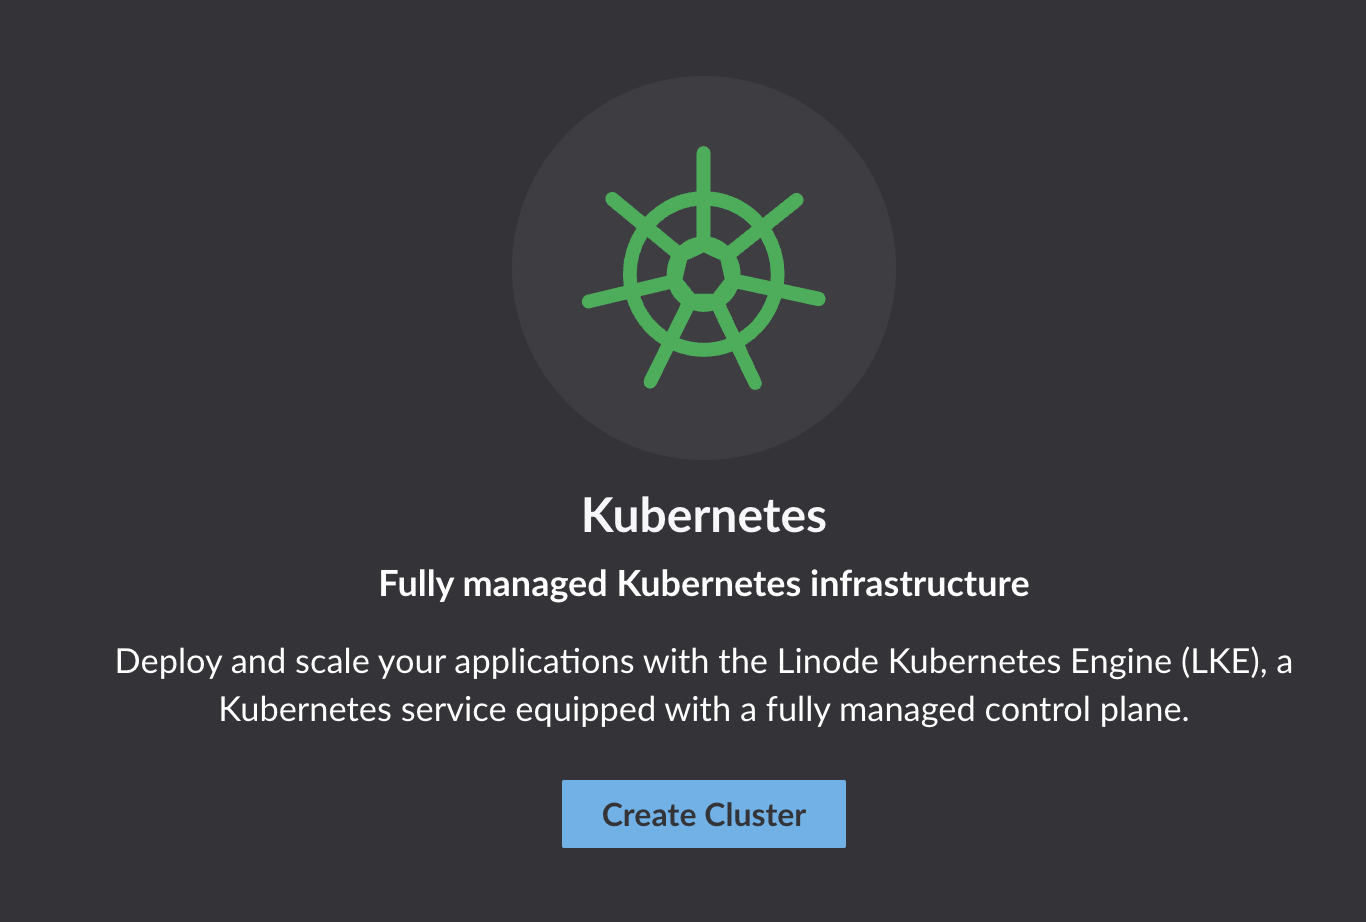 Kubernetes
Fully managed Kubernetes infrastructure
Deploy and scale your applications with the Linode Kubernetes Engine (LKE), a
Kubernetes service equipped with a fully managed control plane.
Create Cluster